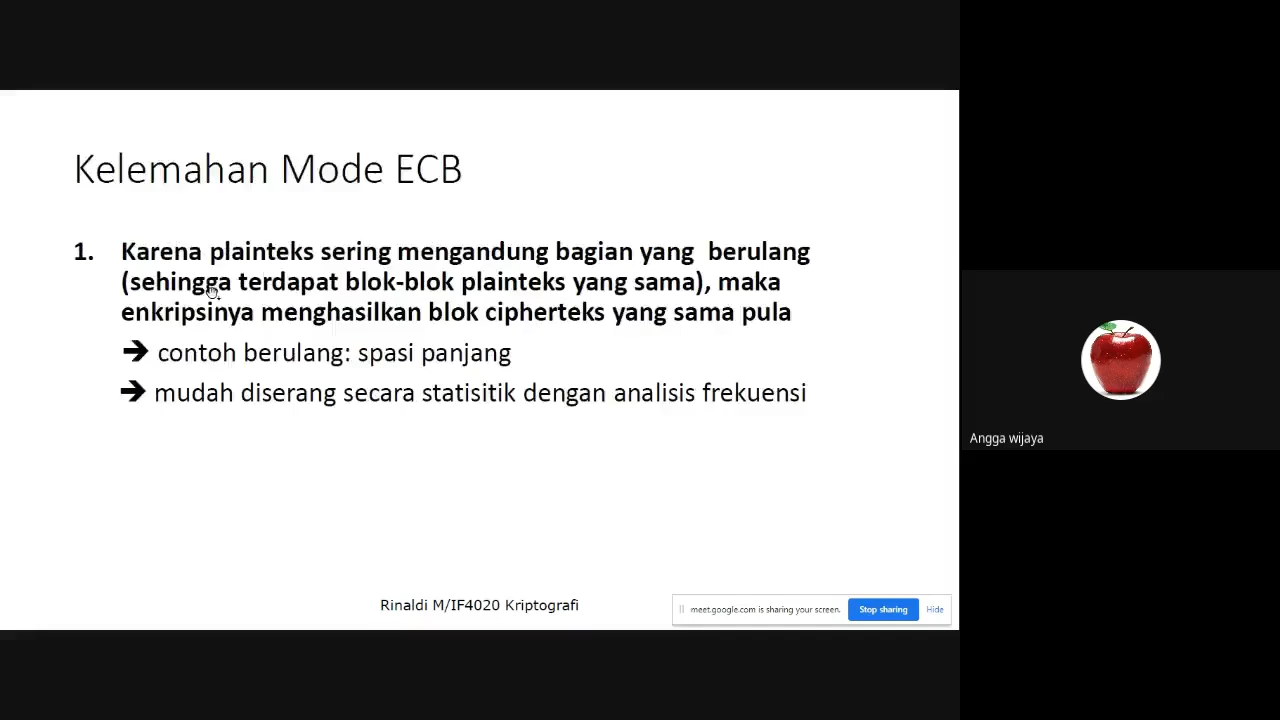 Kelemahan Mode ECB
1. Karena plainteks sering mengandung bagian yang berulang
(sehingga terdapat blok-blok plainteks yang sama), maka
enkripsinya menghasilkan blok cipherteks yang sama pula
➔ contoh berulang: spasi panjang
➔ mudah diserang secara statisitik dengan analisis frekuensi
Angga wijaya
Rinaldi M/IF4020 Kriptografi
meet.google.com is sharing your screen. Stop sharing Hide